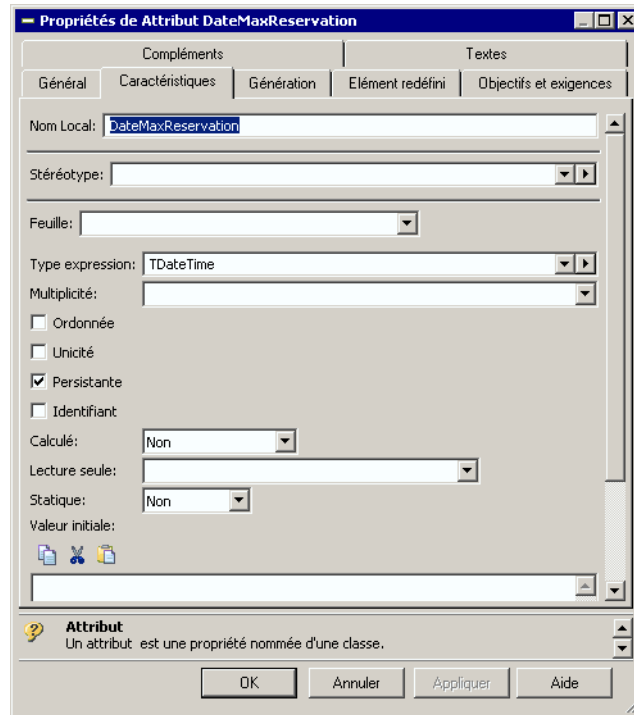 Propriétés de Attribut DateMaxReservation
Compléments
Textes
Général
Caractéristiques
Génération
Elément redéfini
Objectifs et exigences
Nom Local: DateMaxReservation
Stéréotype:
Feuille:
Type expression: TDateTime
Multiplicité:
Ordonnée
Unicité
Persistante
Identifiant
Calculé: Non
Lecture seule:
Statique: Non
Valeur initiale:
Attribut
Un attribut est une propriété nommée d'une classe.
OK
Annuler
Appliquer
Aide